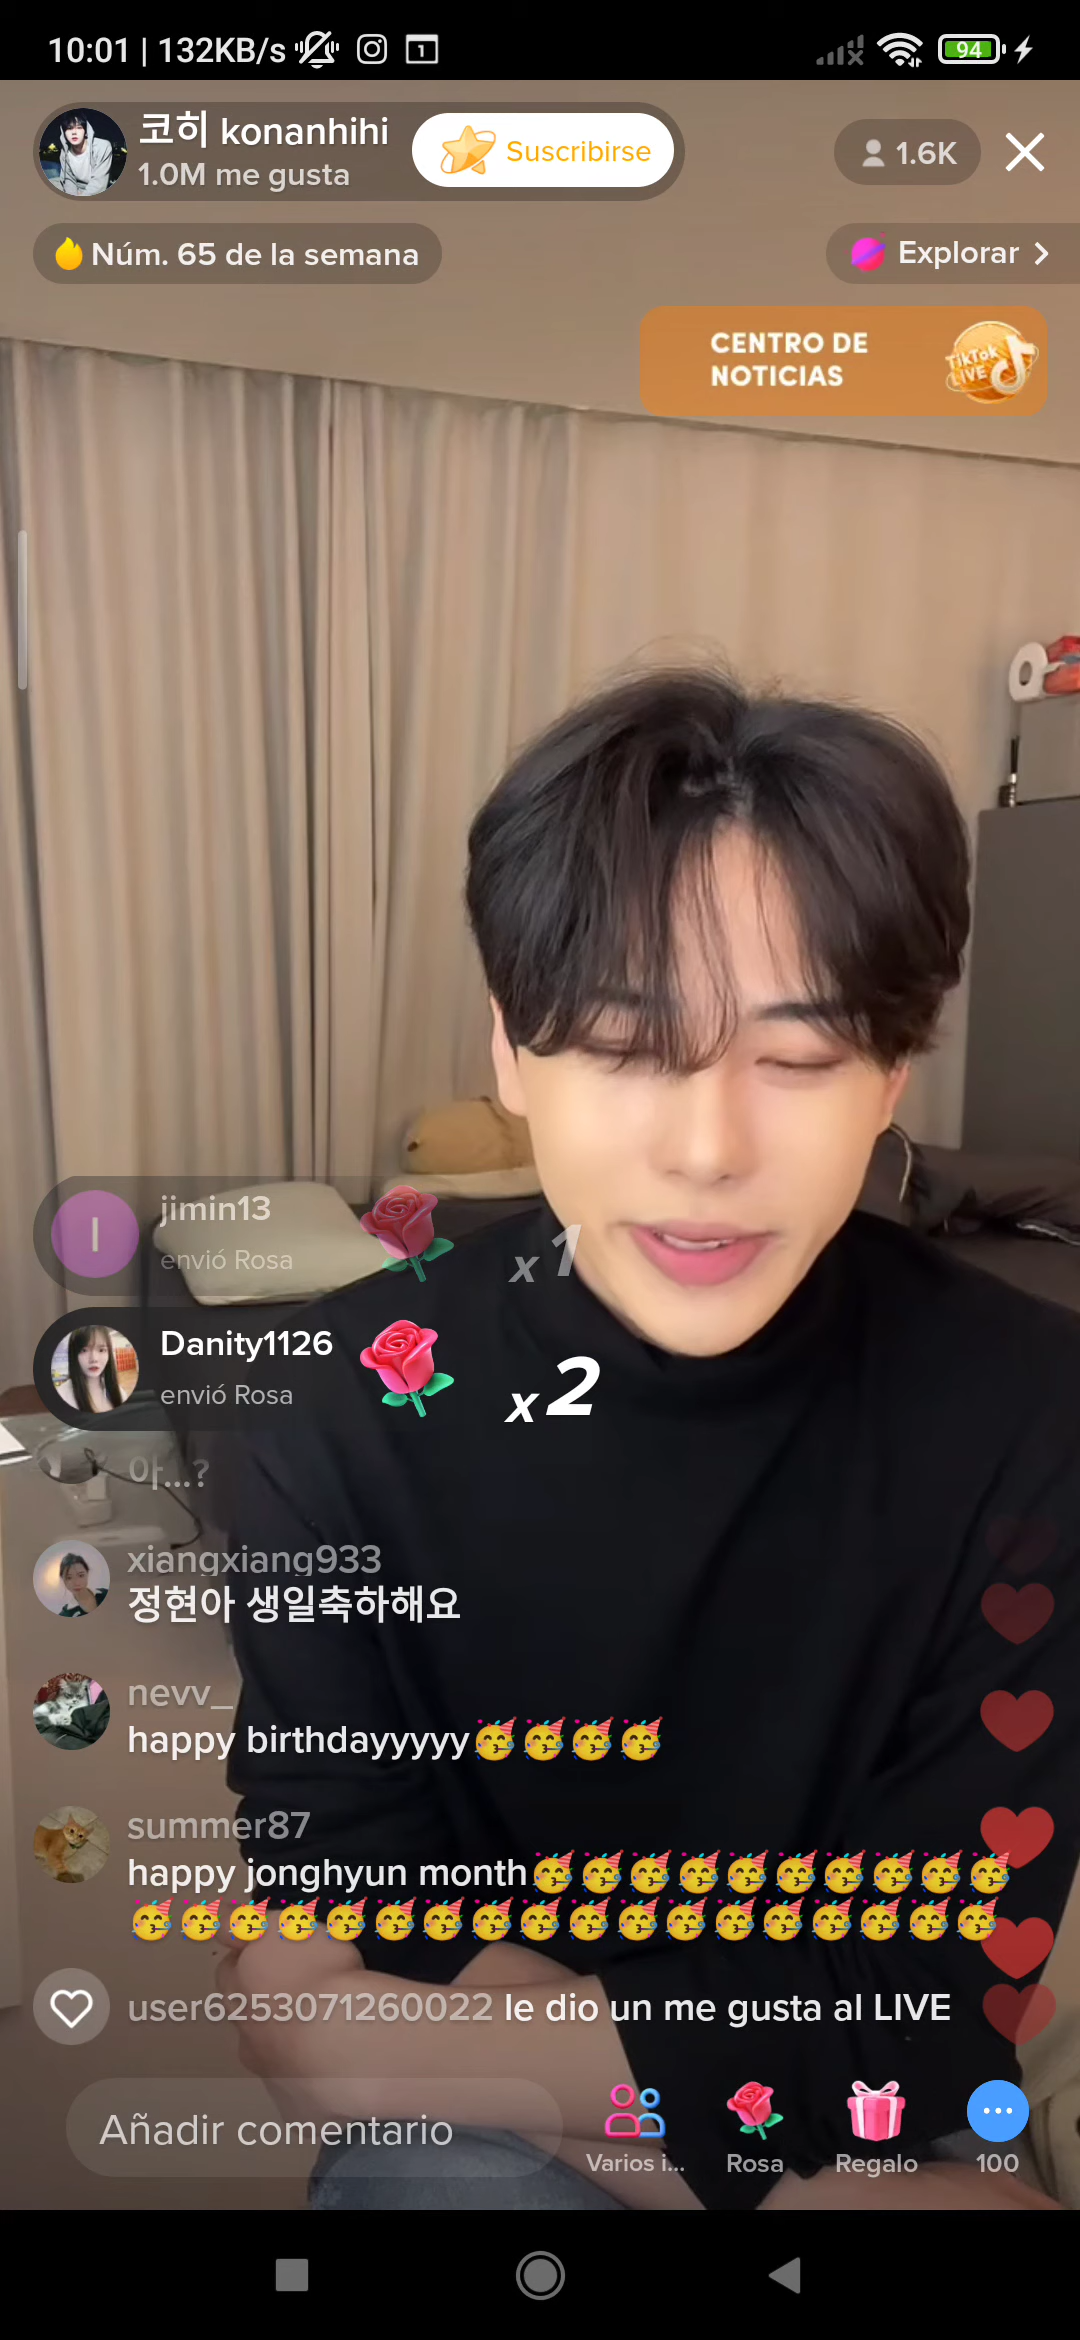 10:01 | 132KB/s
1
94
코히 konanhihi
1.0M me gusta
Suscribirse
1.6K
Núm. 65 de la semana
Explorar
CENTRO DE
NOTICIAS
TikTok
LIVE
I
jimin13
envió Rosa
x1
Danity1126
envió Rosa
x2
아...?
xiangxiang933
정현아 생일축하해요
nevv_
happy birthdayyyyy🥳🥳🥳🥳
summer87
happy jonghyun month🥳🥳🥳🥳🥳🥳🥳🥳🥳🥳
🥳🥳🥳🥳🥳🥳🥳🥳🥳🥳🥳🥳🥳🥳🥳🥳🥳🥳
user6253071260022 le dio un me gusta al LIVE
Añadir comentario
Varios i...
Rosa
Regalo
100